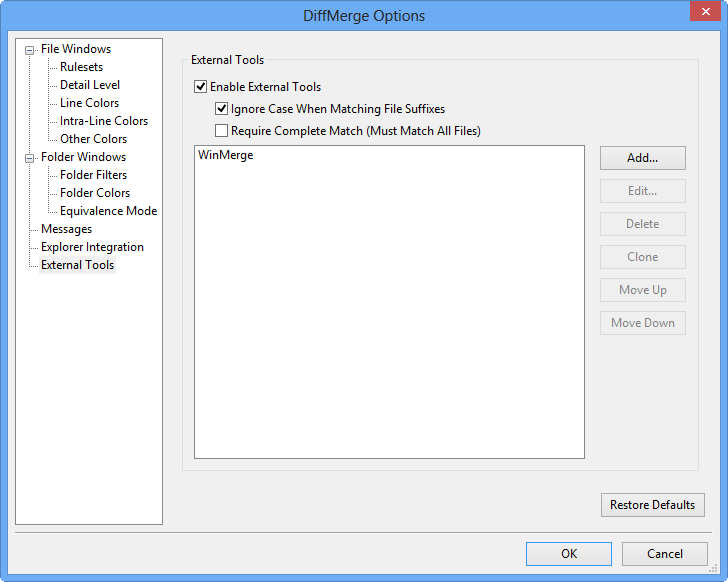 DiffMerge Options
File Windows
Rulesets
Detail Level
Line Colors
Intra-Line Colors
Other Colors
Folder Windows
Folder Filters
Folder Colors
Equivalence Mode
Messages
Explorer Integration
External Tools
External Tools
Enable External Tools
Ignore Case When Matching File Suffixes
Require Complete Match (Must Match All Files)
WinMerge
Add...
Edit...
Delete
Clone
Move Up
Move Down
Restore Defaults
OK
Cancel